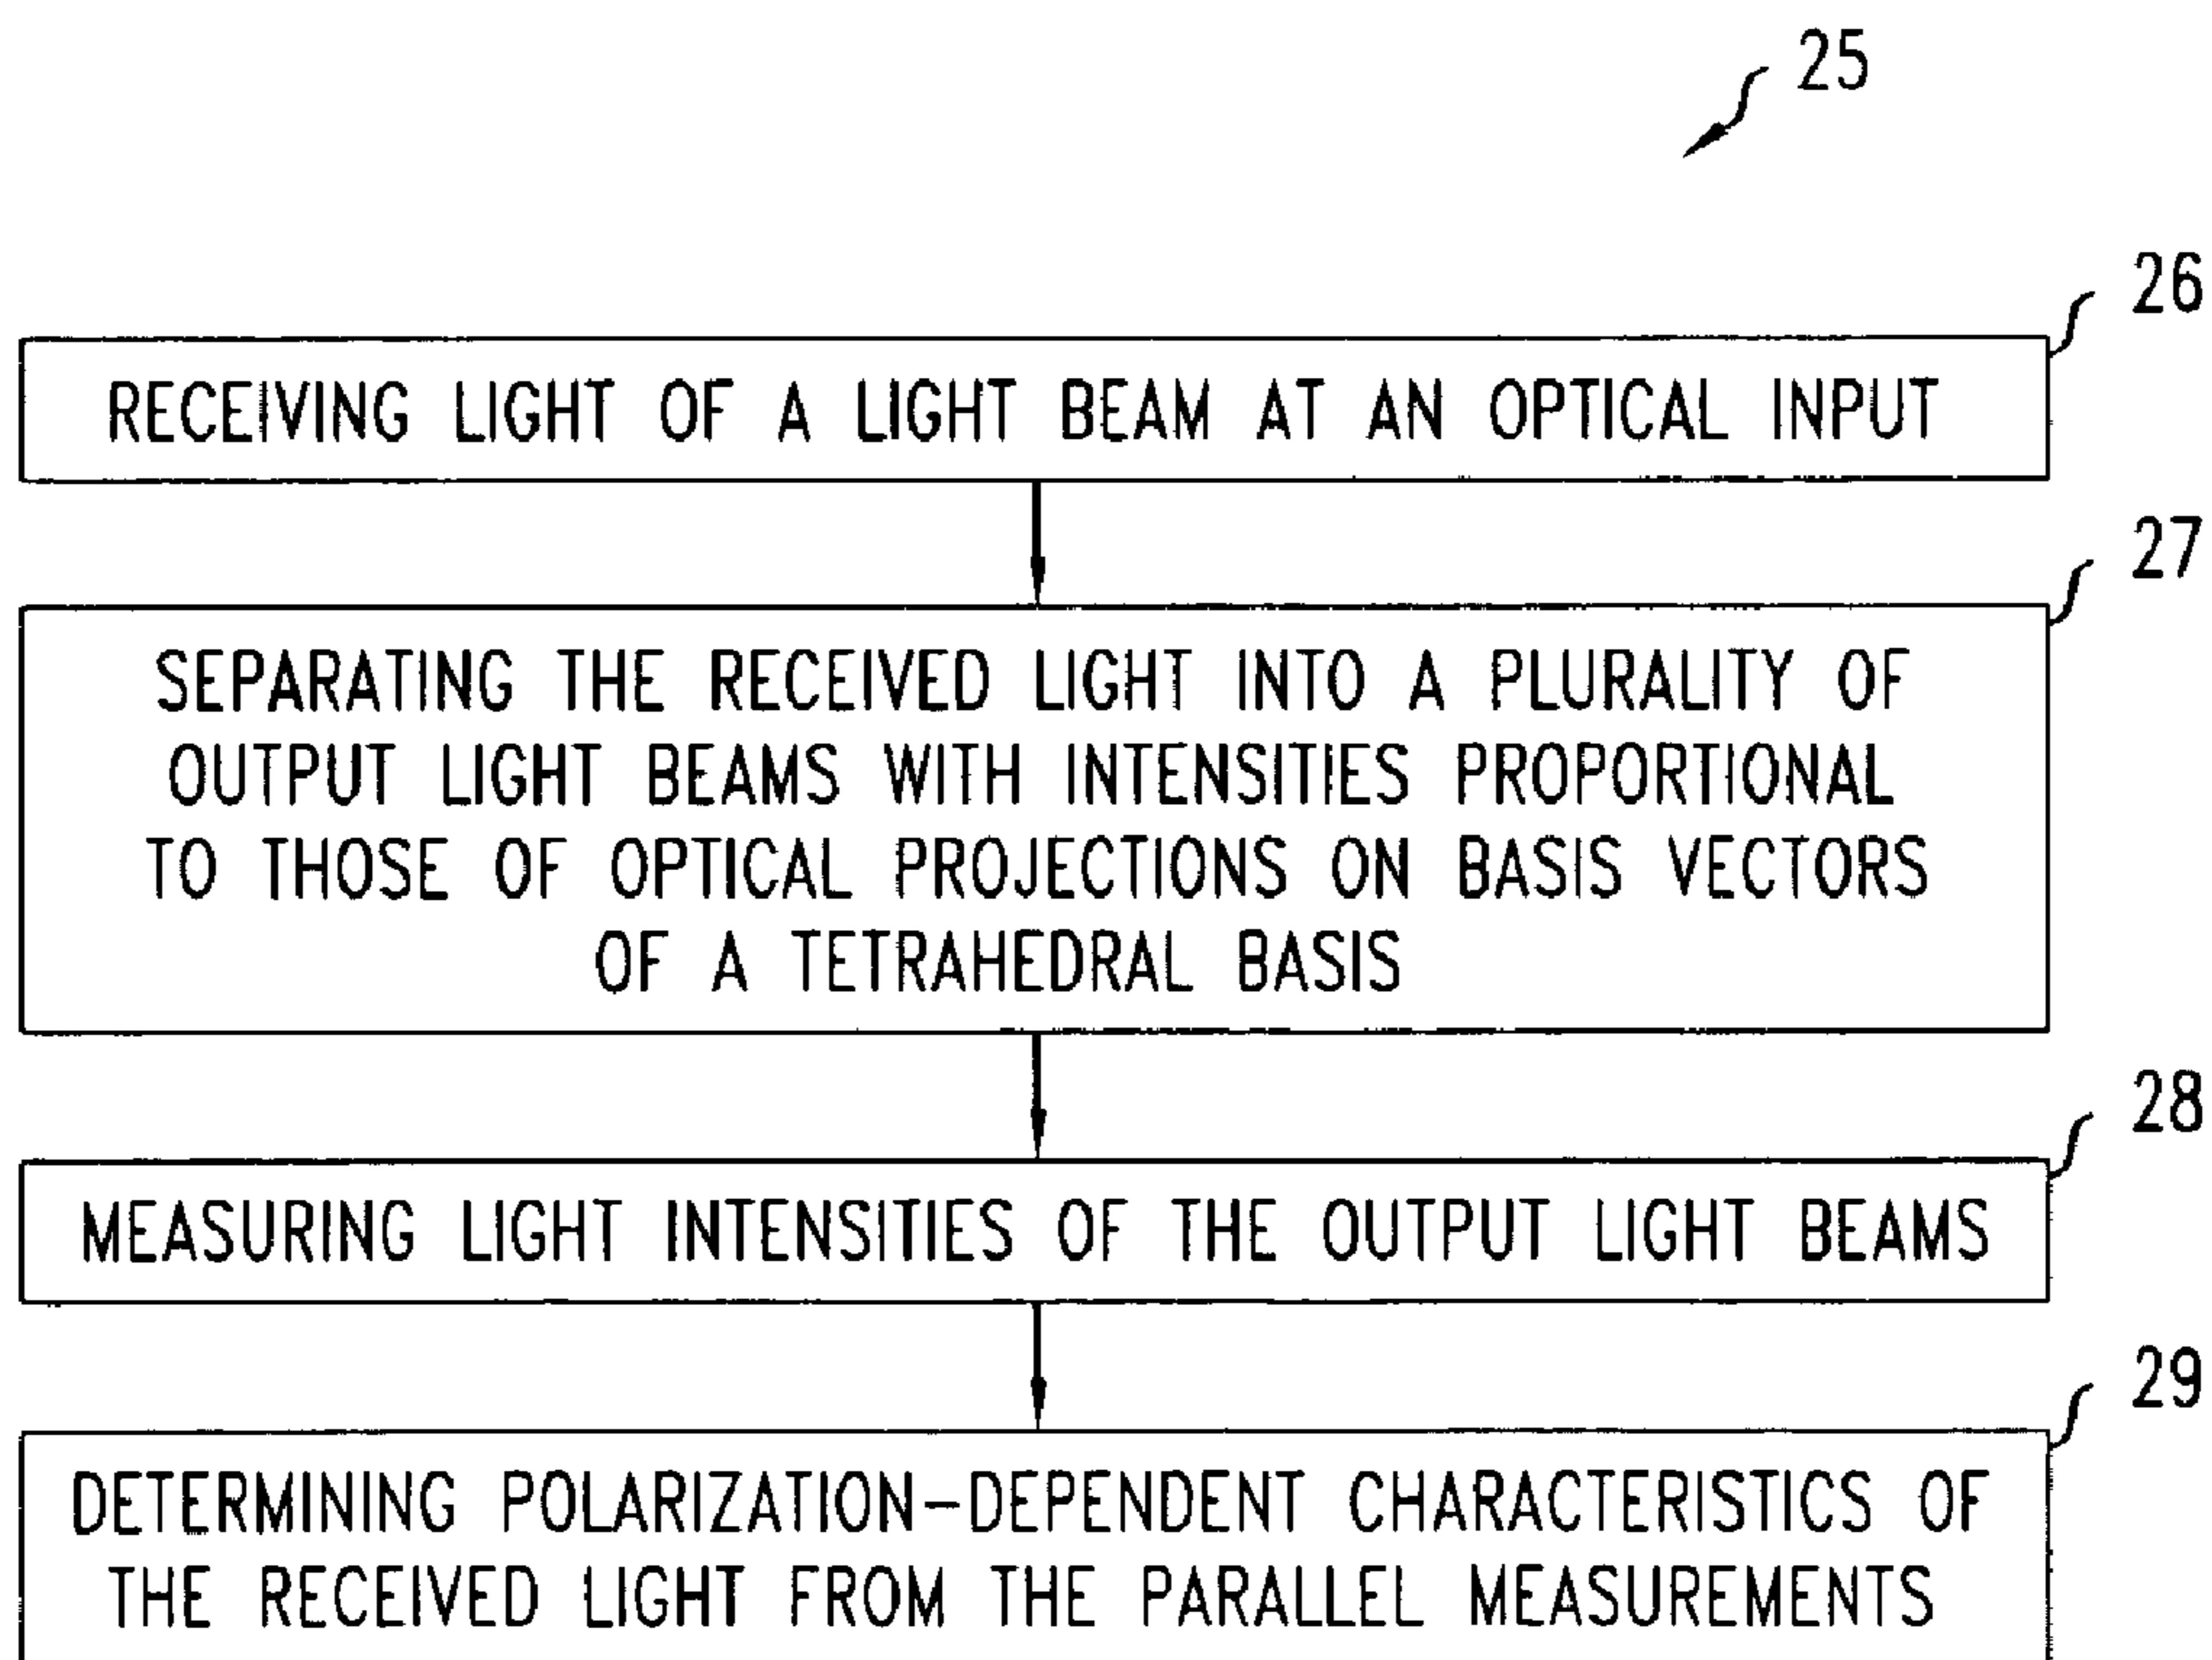 25
26
RECEIVING LIGHT OF A LIGHT BEAM AT AN OPTICAL INPUT
27
SEPARATING THE RECEIVED LIGHT INTO A PLURALITY OF
OUTPUT LIGHT BEAMS WITH INTENSITIES PROPORTIONAL
TO THOSE OF OPTICAL PROJECTIONS ON BASIS VECTORS
OF A TETRAHEDRAL BASIS
28
MEASURING LIGHT INTENSITIES OF THE OUTPUT LIGHT BEAMS
29
DETERMINING POLARIZATION-DEPENDENT CHARACTERISTICS OF
THE RECEIVED LIGHT FROM THE PARALLEL MEASUREMENTS